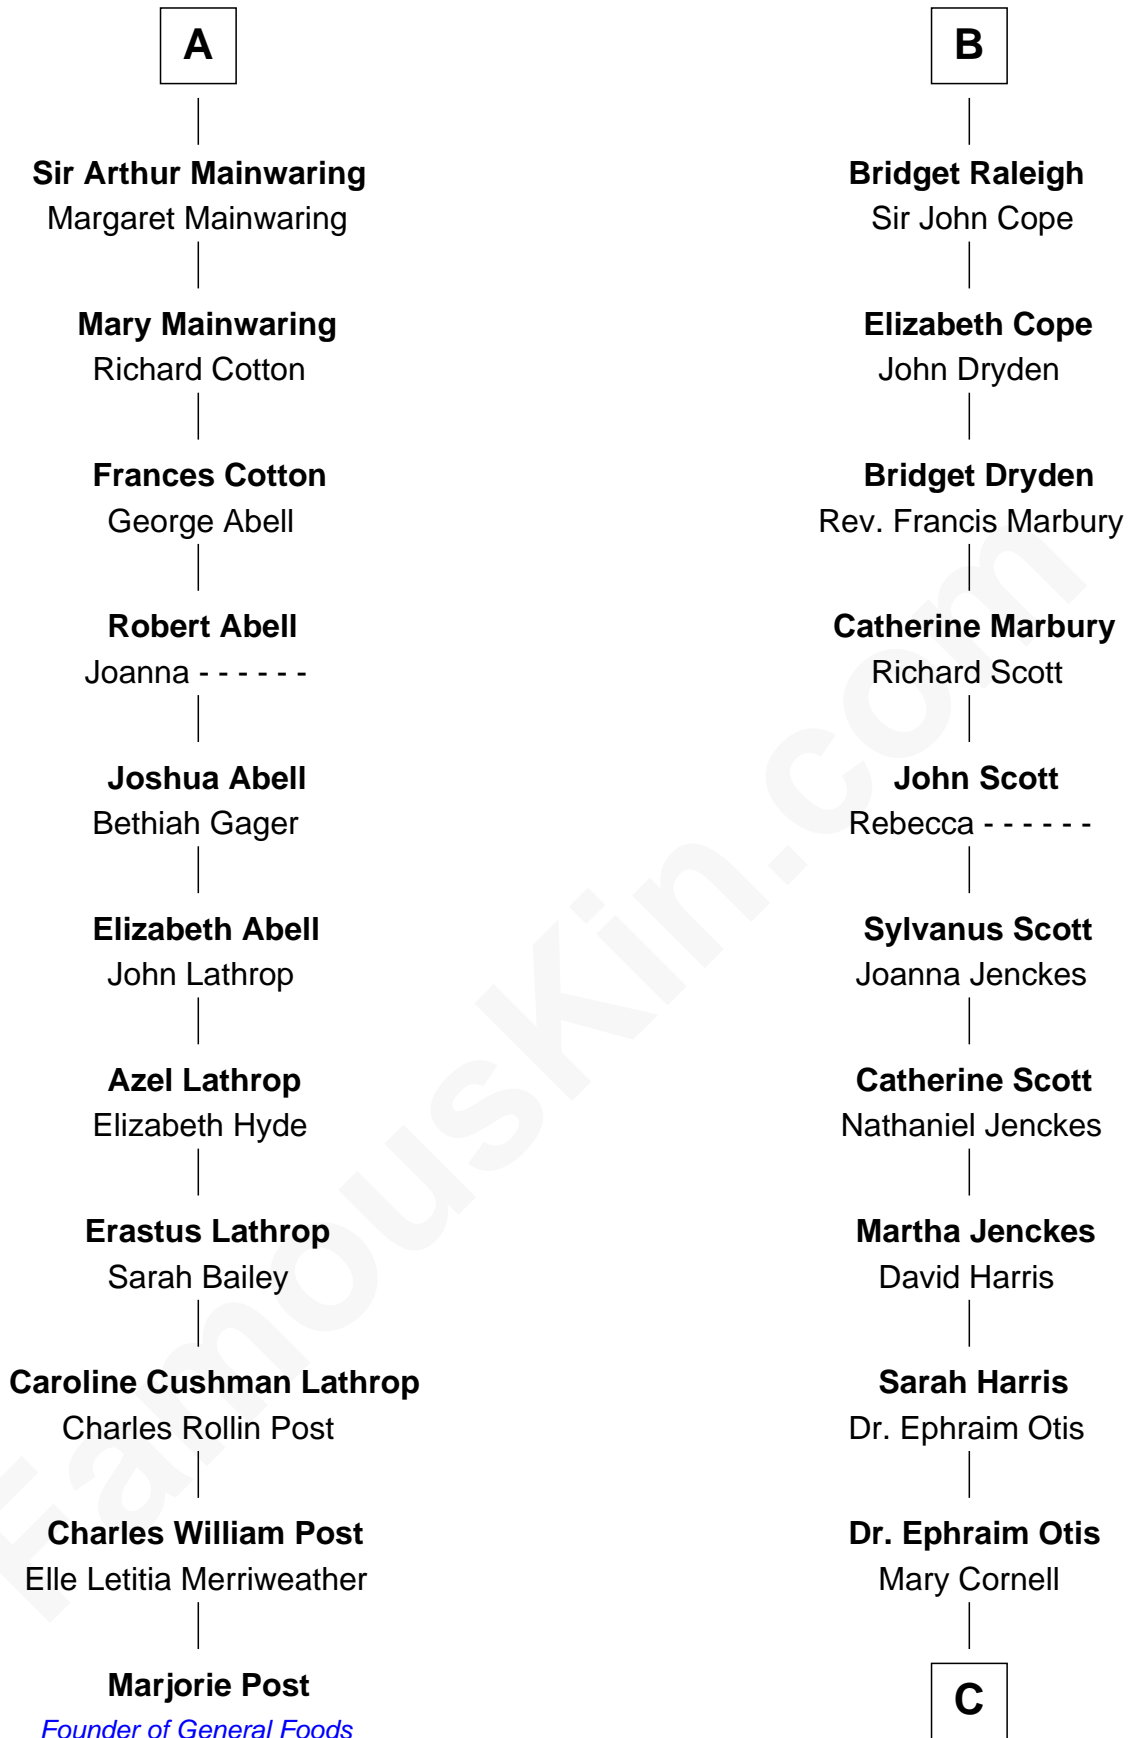 A
Sir Arthur Mainwaring
Margaret Mainwaring
Mary Mainwaring
Richard Cotton
Frances Cotton
George Abell
Robert Abell
Joanna - - - - - -
Joshua Abell
Bethiah Gager
Elizabeth Abell
John Lathrop
Azel Lathrop
Elizabeth Hyde
Erastus Lathrop
Sarah Bailey
Caroline Cushman Lathrop
Charles Rollin Post
Charles William Post
Elle Letitia Merriweather
Marjorie Post
Founder of General Foods
B
Bridget Raleigh
Sir John Cope
Elizabeth Cope
John Dryden
Bridget Dryden
Rev. Francis Marbury
Catherine Marbury
Richard Scott
John Scott
Rebecca - - - - - -
Sylvanus Scott
Joanna Jenckes
Catherine Scott
Nathaniel Jenckes
Martha Jenckes
David Harris
Sarah Harris
Dr. Ephraim Otis
Dr. Ephraim Otis
Mary Cornell
C
FamousKin.com